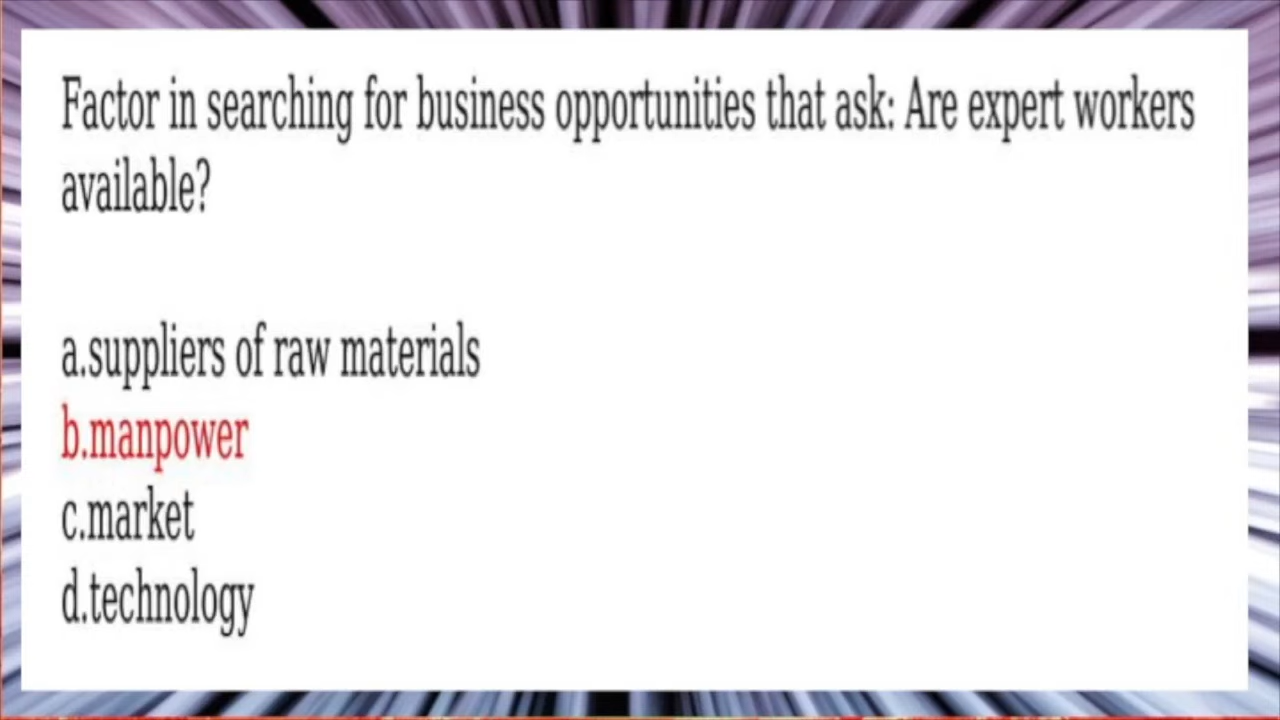 Factor in searching for business opportunities that ask: Are expert workers
available?
a.suppliers of raw materials
b.manpower
c.market
d.technology